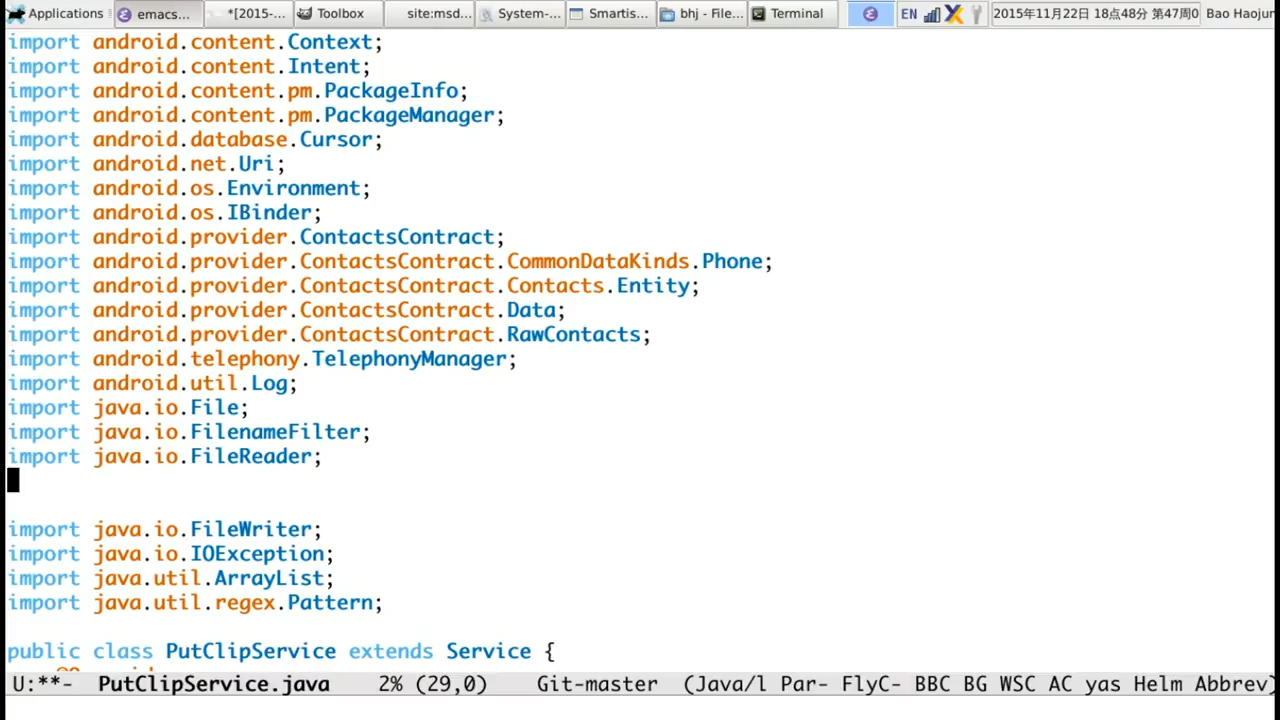 Applications emacs... *[2015-... Toolbox site:msd... System-... Smartis... bhj - File... Terminal EN 2015年11月22日 18点48分 第47周0 Bao Haojun
import android.content.Context;
import android.content.Intent;
import android.content.pm.PackageInfo;
import android.content.pm.PackageManager;
import android.database.Cursor;
import android.net.Uri;
import android.os.Environment;
import android.os.IBinder;
import android.provider.ContactsContract;
import android.provider.ContactsContract.CommonDataKinds.Phone;
import android.provider.ContactsContract.Contacts.Entity;
import android.provider.ContactsContract.Data;
import android.provider.ContactsContract.RawContacts;
import android.telephony.TelephonyManager;
import android.util.Log;
import java.io.File;
import java.io.FilenameFilter;
import java.io.FileReader;
import java.io.FileWriter;
import java.io.IOException;
import java.util.ArrayList;
import java.util.regex.Pattern;
public class PutClipService extends Service {
U:**- PutClipService.java 2% (29,0) Git-master (Java/l Par- FlyC- BBC BG WSC AC yas Helm Abbrev)